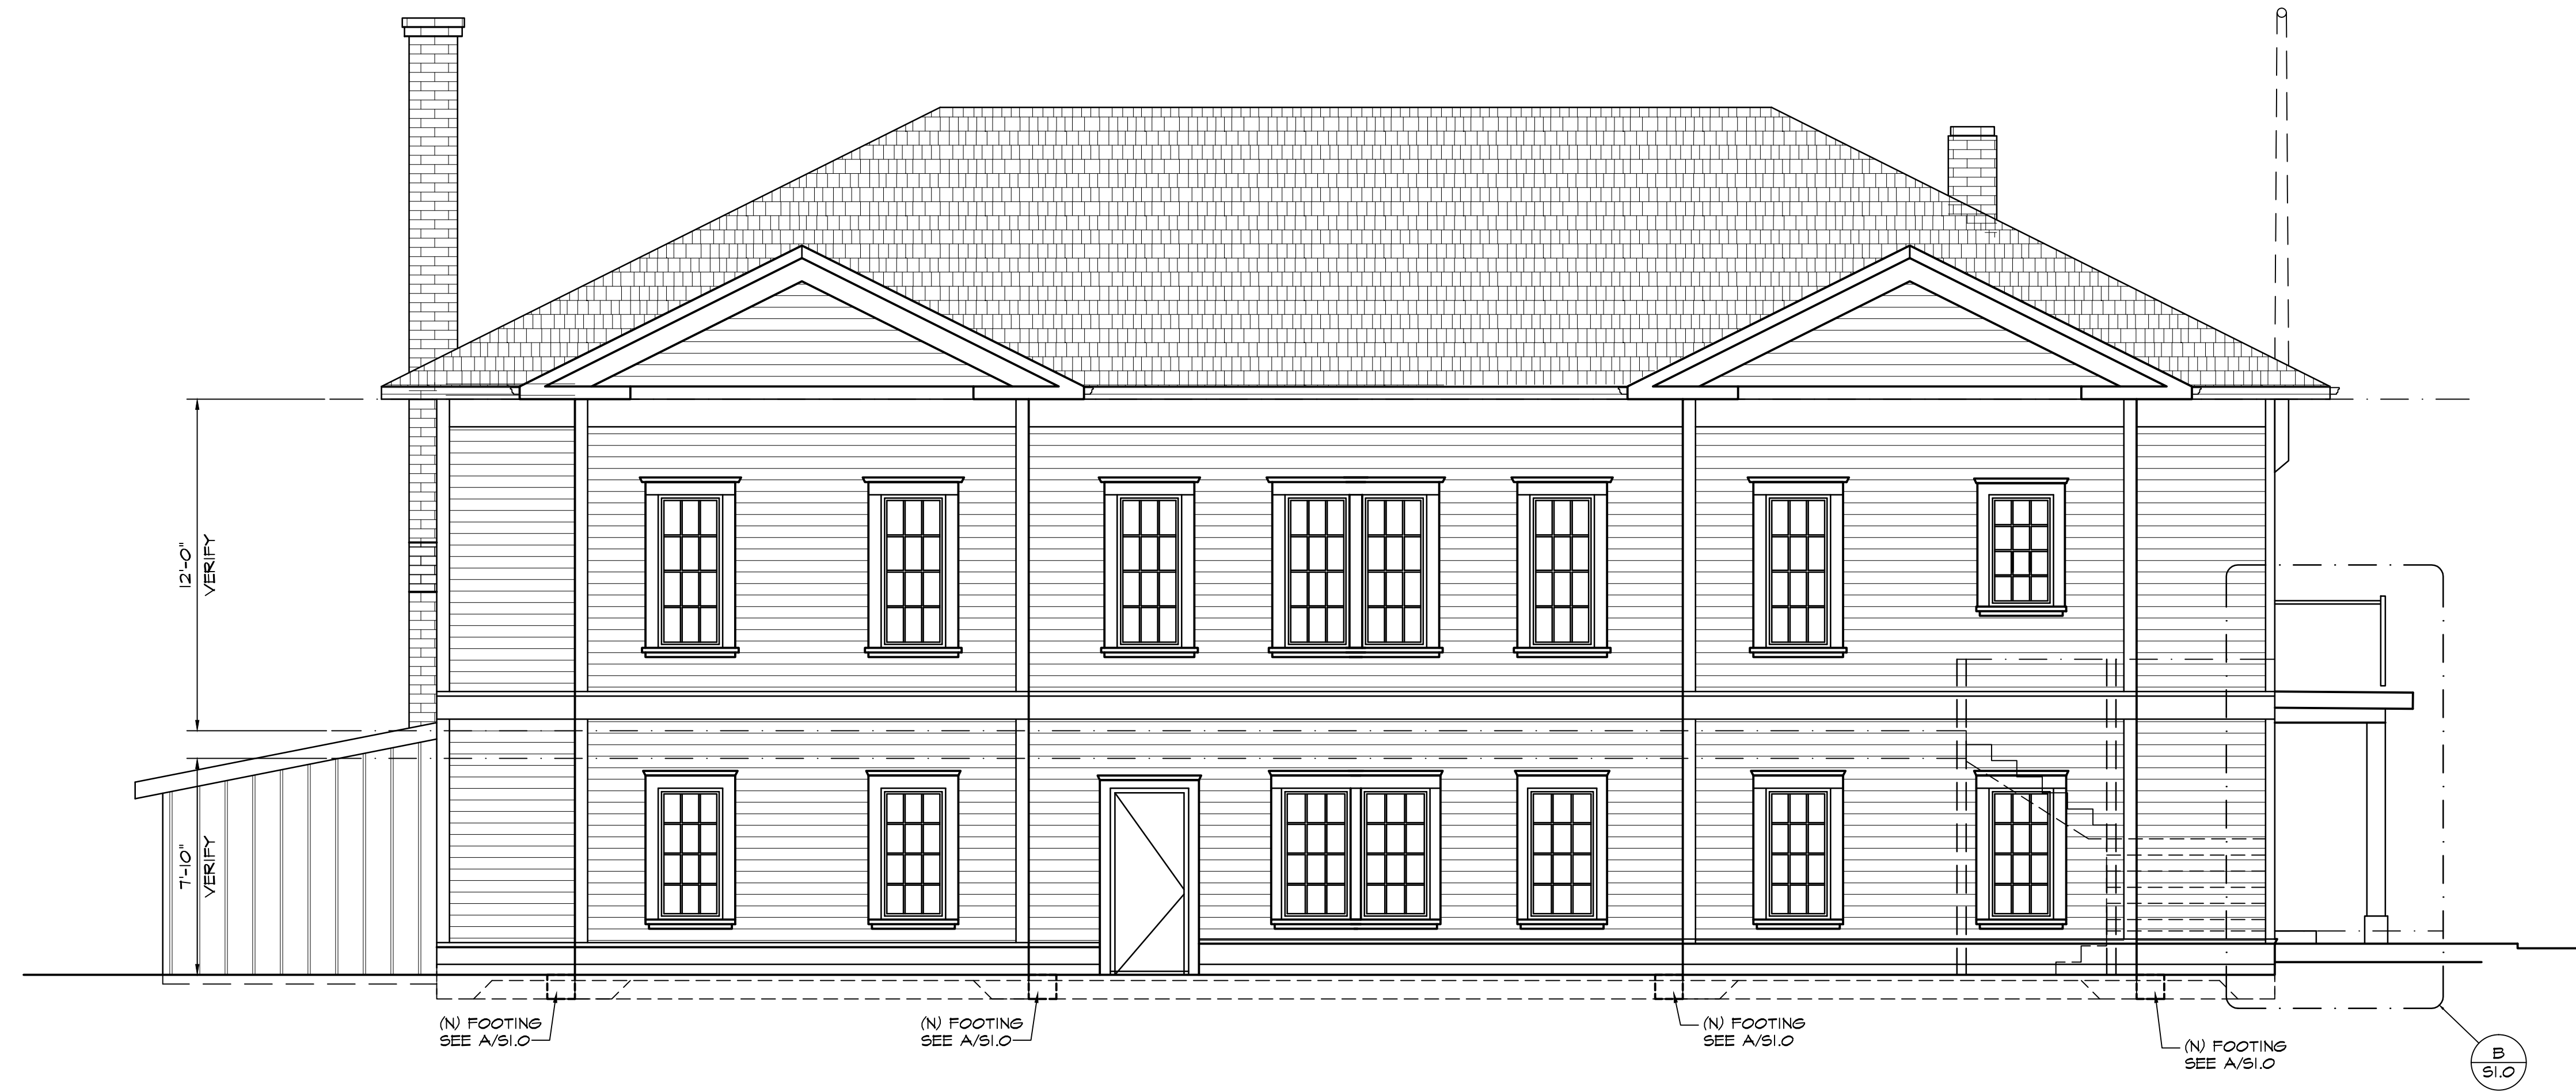 12'-0"
VERIFY
7'-10"
VERIFY
(N) FOOTING
SEE A/S1.0
(N) FOOTING
SEE A/S1.0
(N) FOOTING
SEE A/S1.0
(N) FOOTING
SEE A/S1.0
B
S1.0